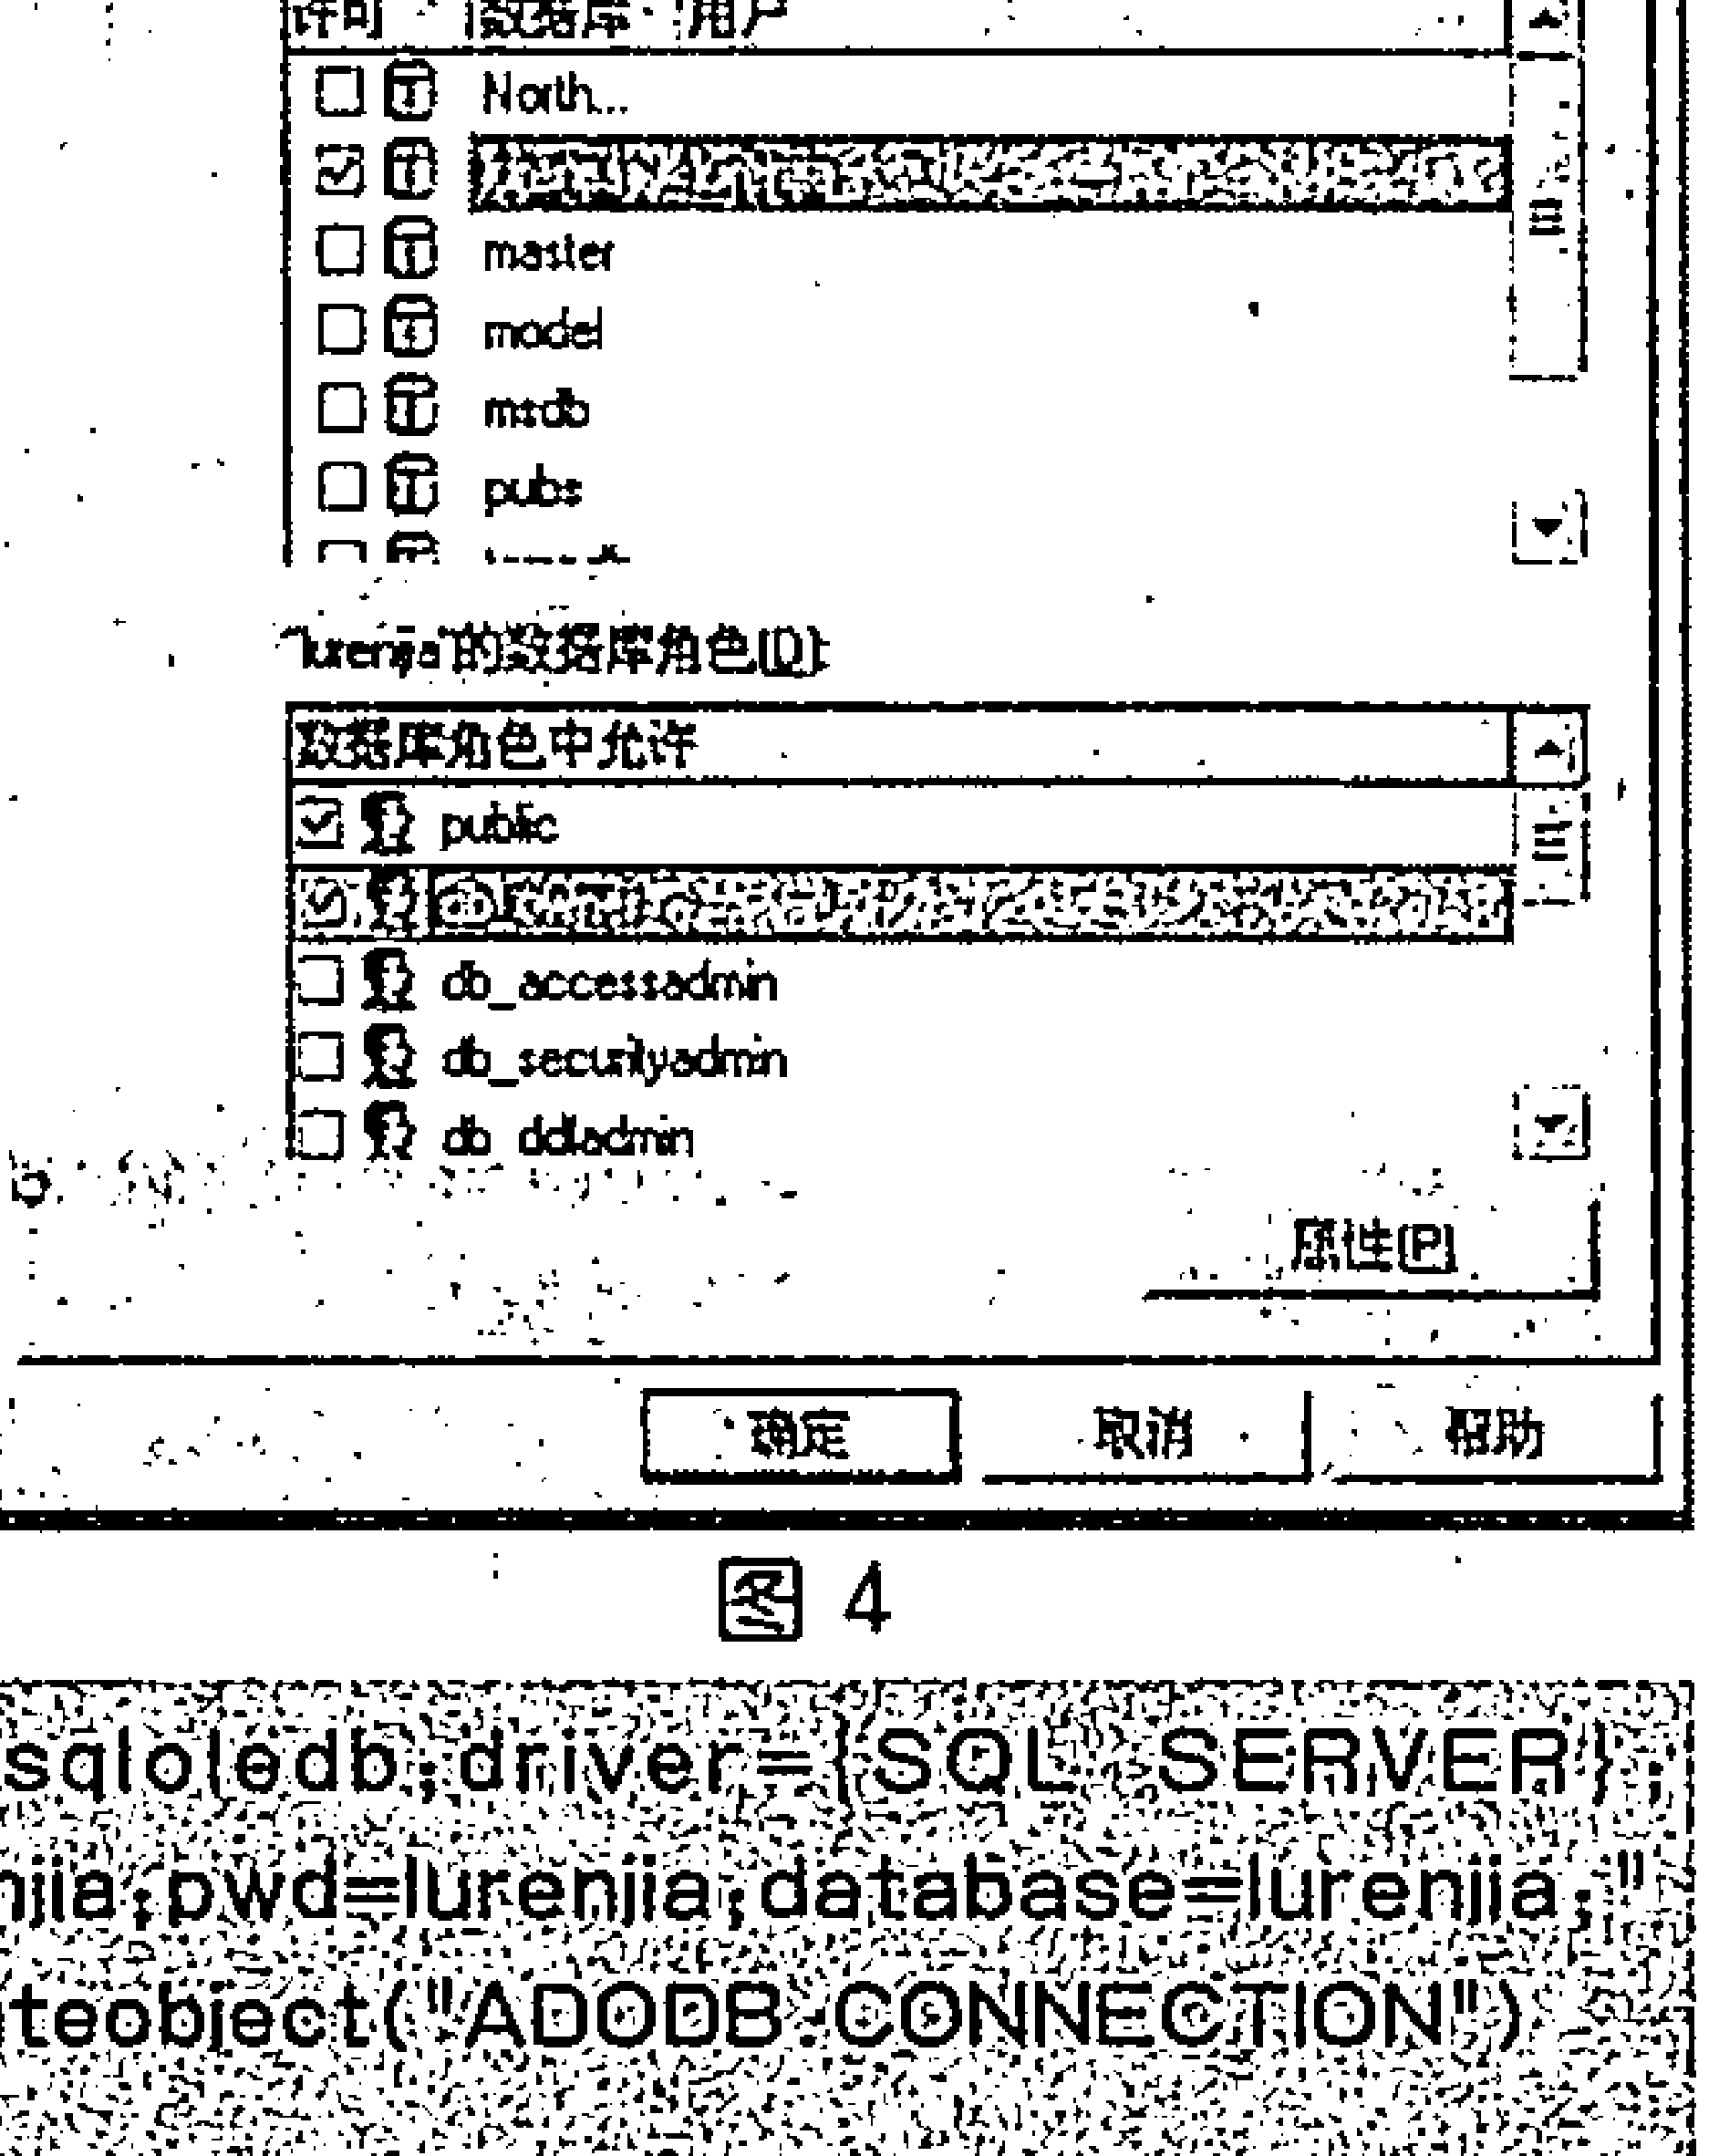 许可 数据库 用户
North...
master
model
msdb
pubs
"lurenjia"的数据库角色(D):
数据库角色中允许
public
db_accessadmin
db_securityadmin
db_ddladmin
属性(P)
确定 取消 帮助
图 4
sqloledb;driver={SQL SERVER}
njia;pwd=lurenjia;database=lurenjia;"
teobject("ADODB.CONNECTION")